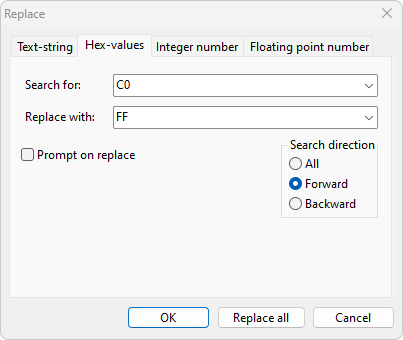 Replace
Text-string Hex-values Integer number Floating point number
Search for: C0
Replace with: FF
Prompt on replace
Search direction
All
Forward
Backward
OK Replace all Cancel